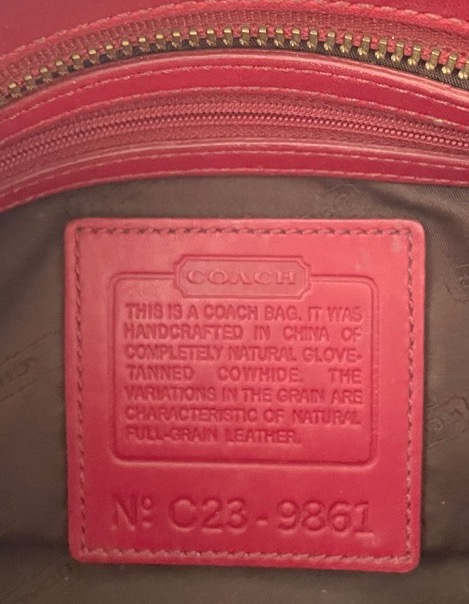 COACH
THIS IS A COACH BAG. IT WAS
HANDCRAFTED IN CHINA OF
COMPLETELY NATURAL GLOVE-
TANNED COWHIDE. THE
VARIATIONS IN THE GRAIN ARE
CHARACTERISTIC OF NATURAL
FULL-GRAIN LEATHER.
Nº C23-9861